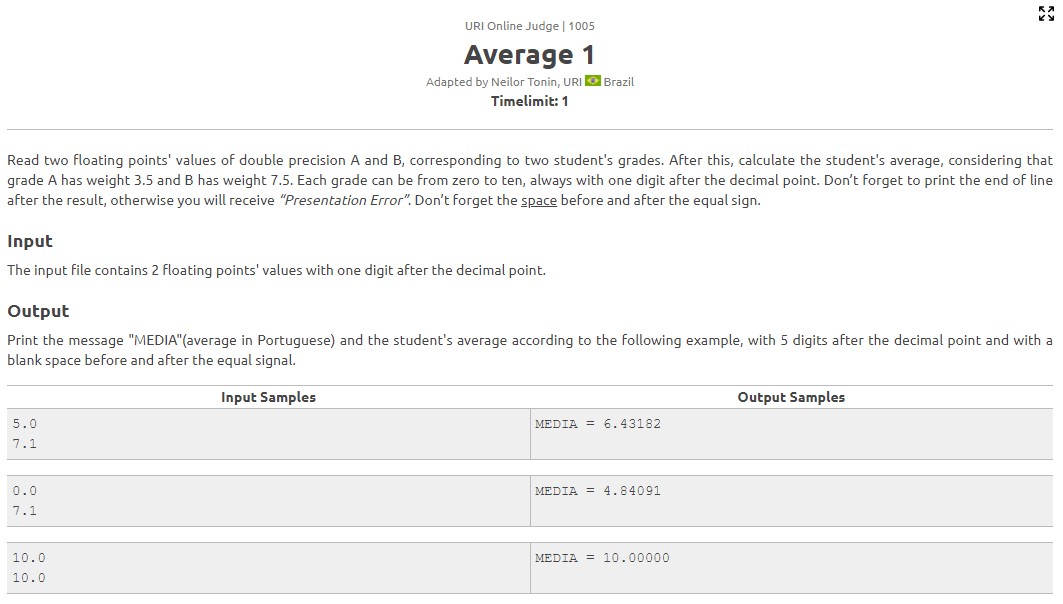 URI Online Judge | 1005
Average 1
Adapted by Neilor Tonin, URI Brazil
Timelimit: 1
Read two floating points' values of double precision A and B, corresponding to two student's grades. After this, calculate the student's average, considering that
grade A has weight 3.5 and B has weight 7.5. Each grade can be from zero to ten, always with one digit after the decimal point. Don’t forget to print the end of line
after the result, otherwise you will receive “Presentation Error”. Don’t forget the space before and after the equal sign.
Input
The input file contains 2 floating points' values with one digit after the decimal point.
Output
Print the message "MEDIA"(average in Portuguese) and the student's average according to the following example, with 5 digits after the decimal point and with a
blank space before and after the equal signal.
Input Samples Output Samples
5.0 MEDIA = 6.43182
7.1
0.0 MEDIA = 4.84091
7.1
10.0 MEDIA = 10.00000
10.0